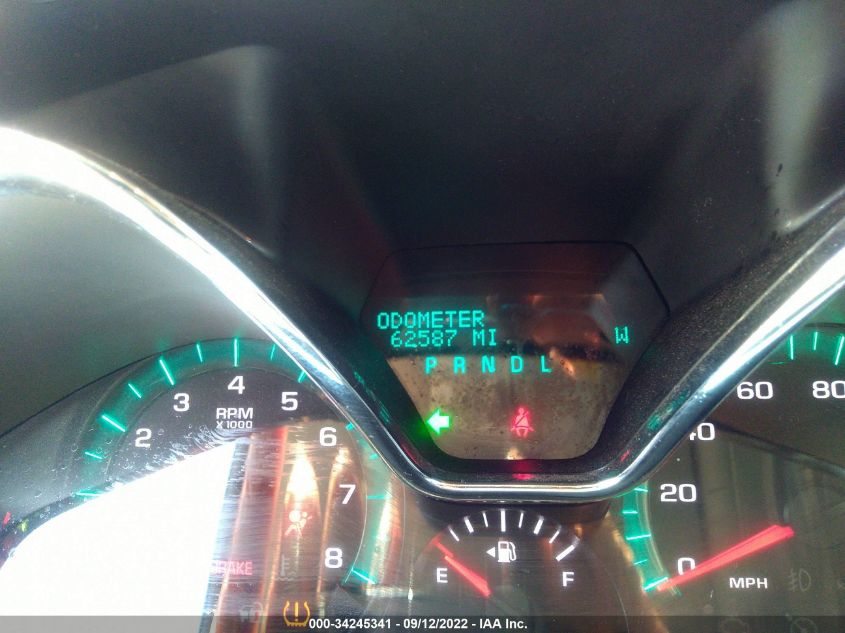 ODOMETER
62587 MI W
P R N D L
2 3 4 5 6 7 8
RPM
X1000
0 20 40 60 80
MPH
E F
BRAKE
000-34245341 - 09/12/2022 - IAA Inc.